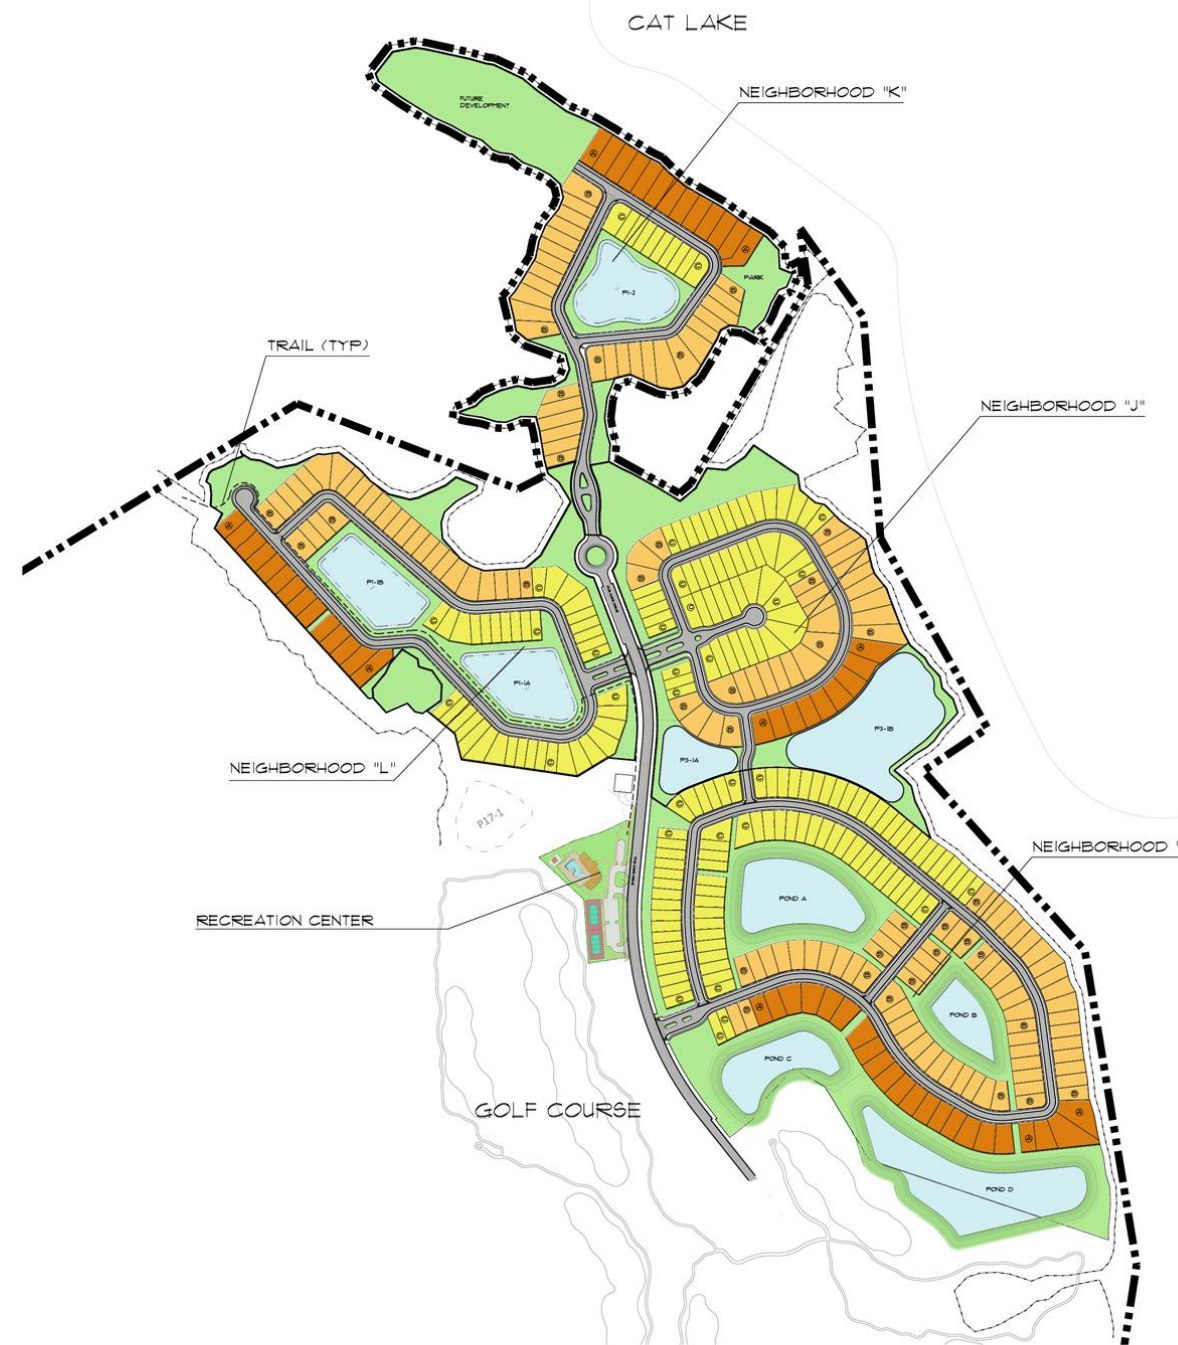 CAT LAKE
NEIGHBORHOOD "K"
FUTURE
DEVELOPMENT
PARK
P1-2
TRAIL (TYP)
NEIGHBORHOOD "J"
P1-1B
P1-1A
P3-1B
P3-1A
NEIGHBORHOOD "L"
P17-1
NEIGHBORHOOD "
POND A
RECREATION CENTER
POND B
POND C
GOLF COURSE
POND D